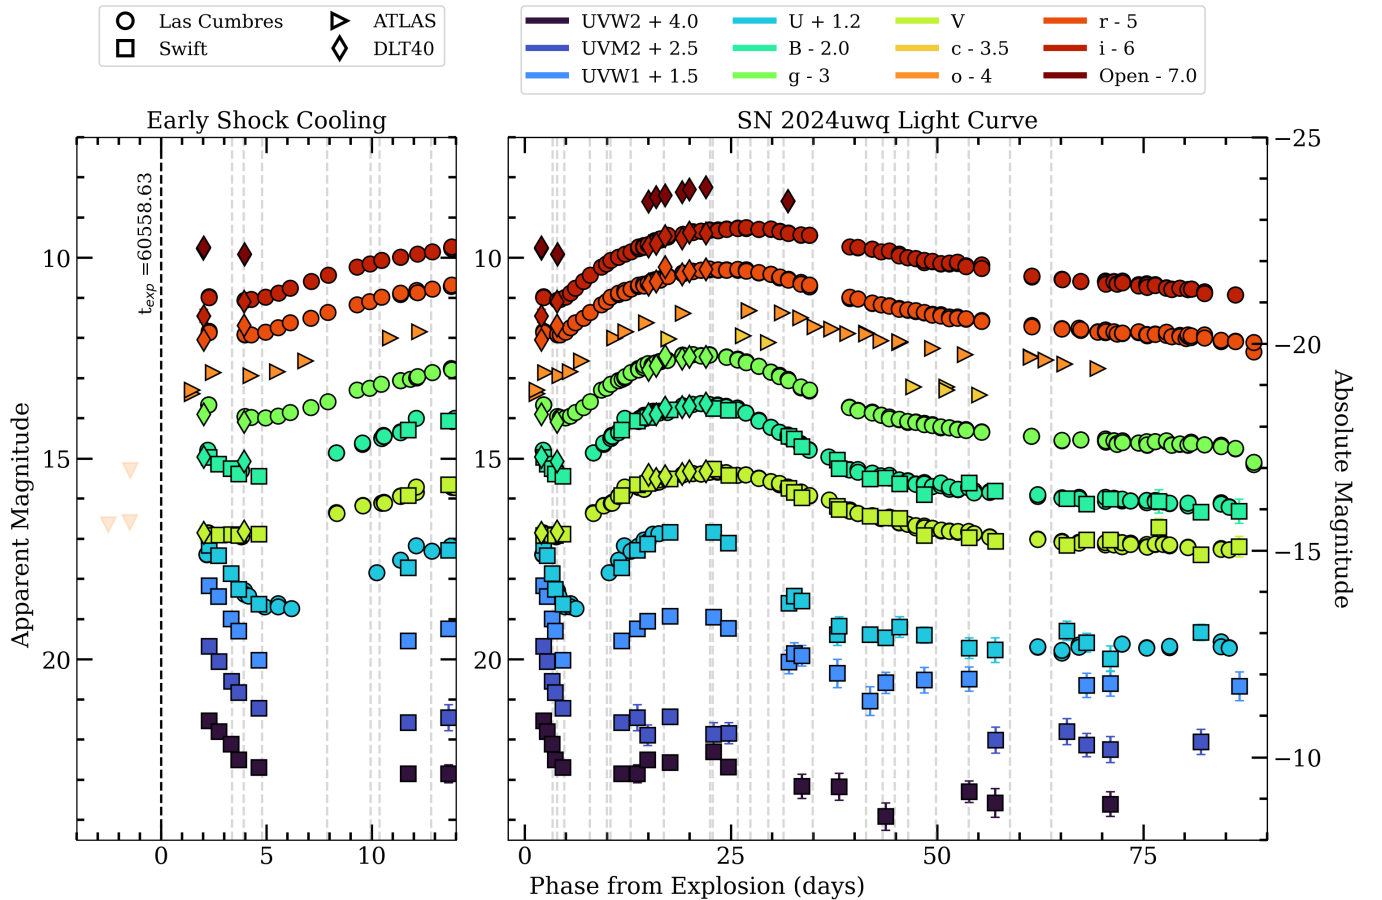 Las Cumbres
Swift
ATLAS
DLT40
UVW2 + 4.0
UVM2 + 2.5
UVW1 + 1.5
U + 1.2
B - 2.0
g - 3
V
c - 3.5
o - 4
r - 5
i - 6
Open - 7.0
Early Shock Cooling
SN 2024uwq Light Curve
t_exp =60558.63
Apparent Magnitude
10
15
20
0
5
10
10
15
20
0
25
50
75
−25
−20
−15
−10
Absolute Magnitude
Phase from Explosion (days)